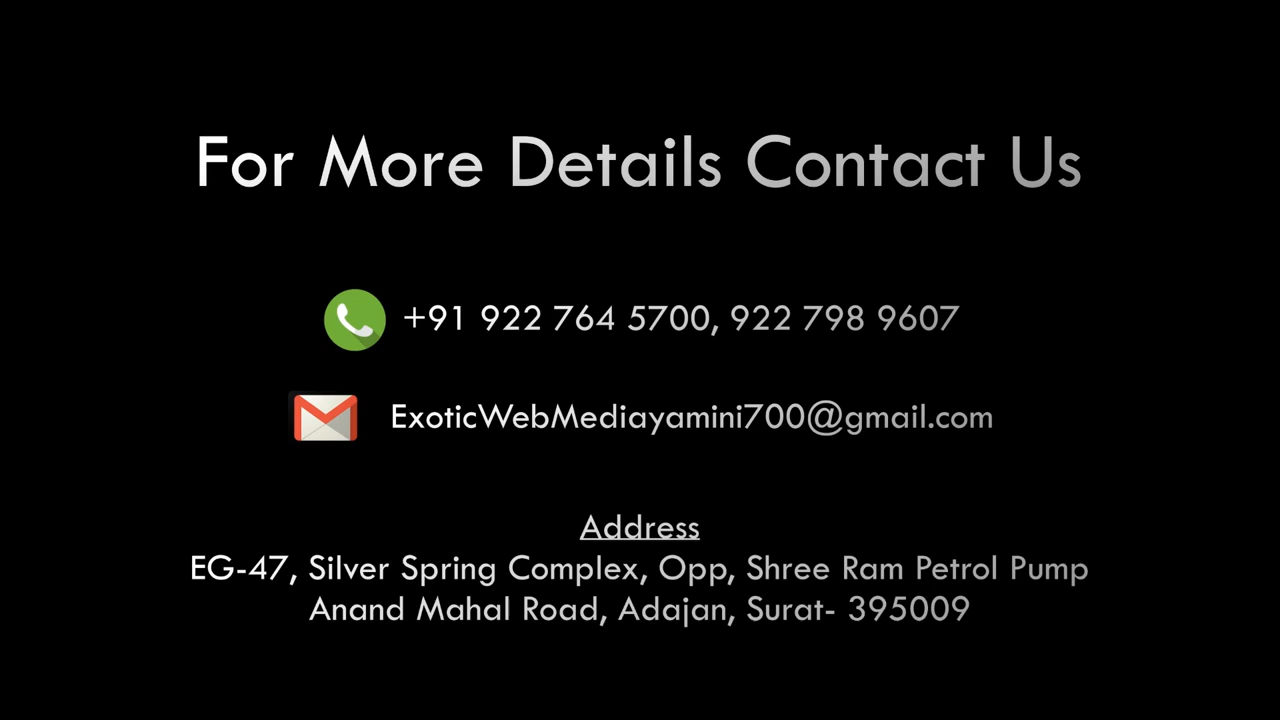 For More Details Contact Us
+91 922 764 5700, 922 798 9607
ExoticWebMediayamini700@gmail.com
Address
EG-47, Silver Spring Complex, Opp, Shree Ram Petrol Pump
Anand Mahal Road, Adajan, Surat- 395009